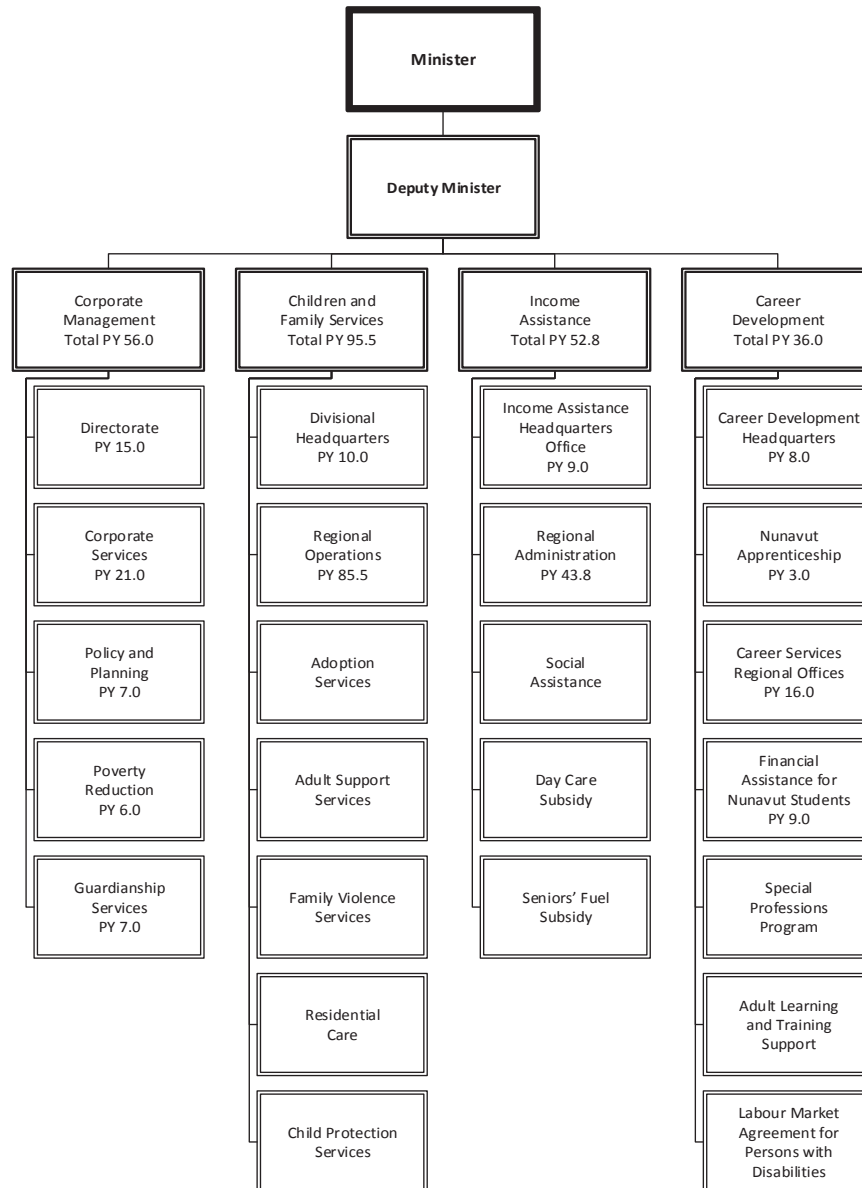 Minister
Deputy Minister
Corporate
Management
Total PY 56.0
Directorate
PY 15.0
Corporate
Services
PY 21.0
Policy and
Planning
PY 7.0
Poverty
Reduction
PY 6.0
Guardianship
Services
PY 7.0
Children and
Family Services
Total PY 95.5
Divisional
Headquarters
PY 10.0
Regional
Operations
PY 85.5
Adoption
Services
Adult Support
Services
Family Violence
Services
Residential
Care
Child Protection
Services
Income
Assistance
Total PY 52.8
Income Assistance
Headquarters
Office
PY 9.0
Regional
Administration
PY 43.8
Social
Assistance
Day Care
Subsidy
Seniors’ Fuel
Subsidy
Career
Development
Total PY 36.0
Career Development
Headquarters
PY 8.0
Nunavut
Apprenticeship
PY 3.0
Career Services
Regional Offices
PY 16.0
Financial
Assistance for
Nunavut Students
PY 9.0
Special
Professions
Program
Adult Learning
and Training
Support
Labour Market
Agreement for
Persons with
Disabilities